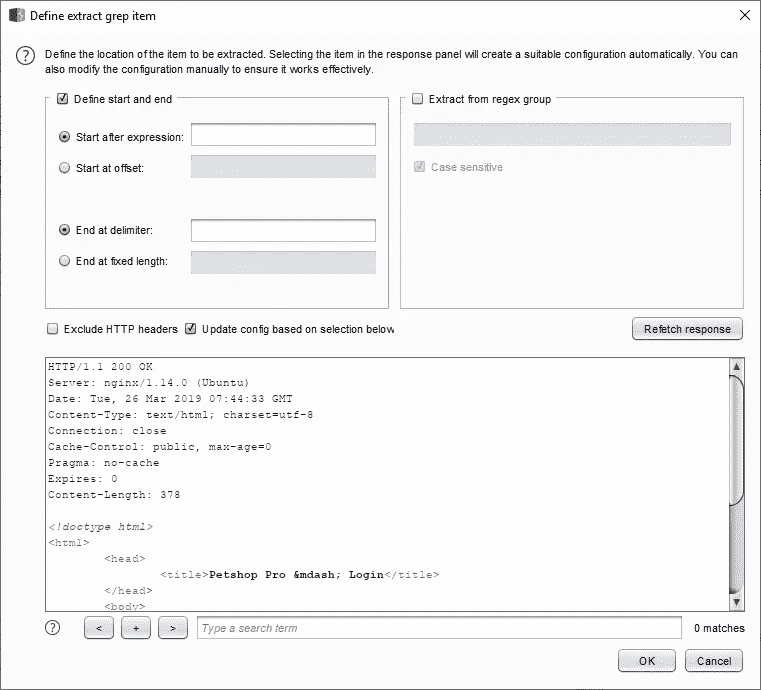 Define extract grep item
Define the location of the item to be extracted. Selecting the item in the response panel will create a suitable configuration automatically. You can
also modify the configuration manually to ensure it works effectively.
Define start and end
Start after expression:
Start at offset:
End at delimiter:
End at fixed length:
Extract from regex group
Case sensitive
Exclude HTTP headers
Update config based on selection below
Refetch response
HTTP/1.1 200 OK
Server: nginx/1.14.0 (Ubuntu)
Date: Tue, 26 Mar 2019 07:44:33 GMT
Content-Type: text/html; charset=utf-8
Connection: close
Cache-Control: public, max-age=0
Pragma: no-cache
Expires: 0
Content-Length: 378
<!doctype html>
<html>
<head>
<title>Petshop Pro &mdash; Login</title>
</head>
<body>
? < + > Type a search term 0 matches
OK Cancel